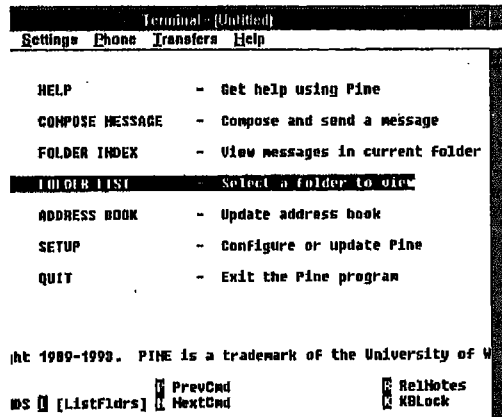 Terminal - (Untitled)
Settings Phone Transfers Help
HELP - Get help using Pine
COMPOSE MESSAGE - Compose and send a message
FOLDER INDEX - View messages in current folder
FOLDER LIST - Select a folder to view
ADDRESS BOOK - Update address book
SETUP - Configure or update Pine
QUIT - Exit the Pine program
ght 1989-1993. PINE is a trademark of the University of W
P PrevCmd R RelNotes
NDS L [ListFldrs] N NextCmd K KBLock